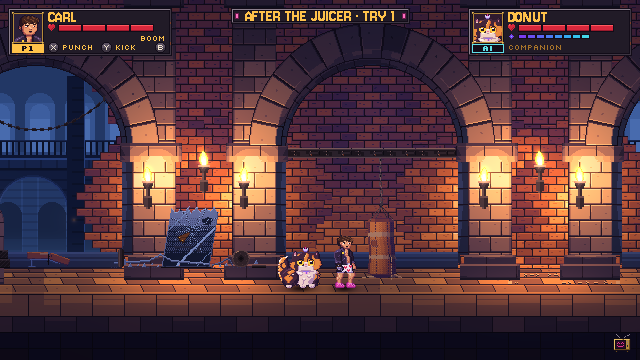 CARL
BOOM
P1
X PUNCH Y KICK B
AFTER THE JUICER · TRY 1
DONUT
AI
COMPANION